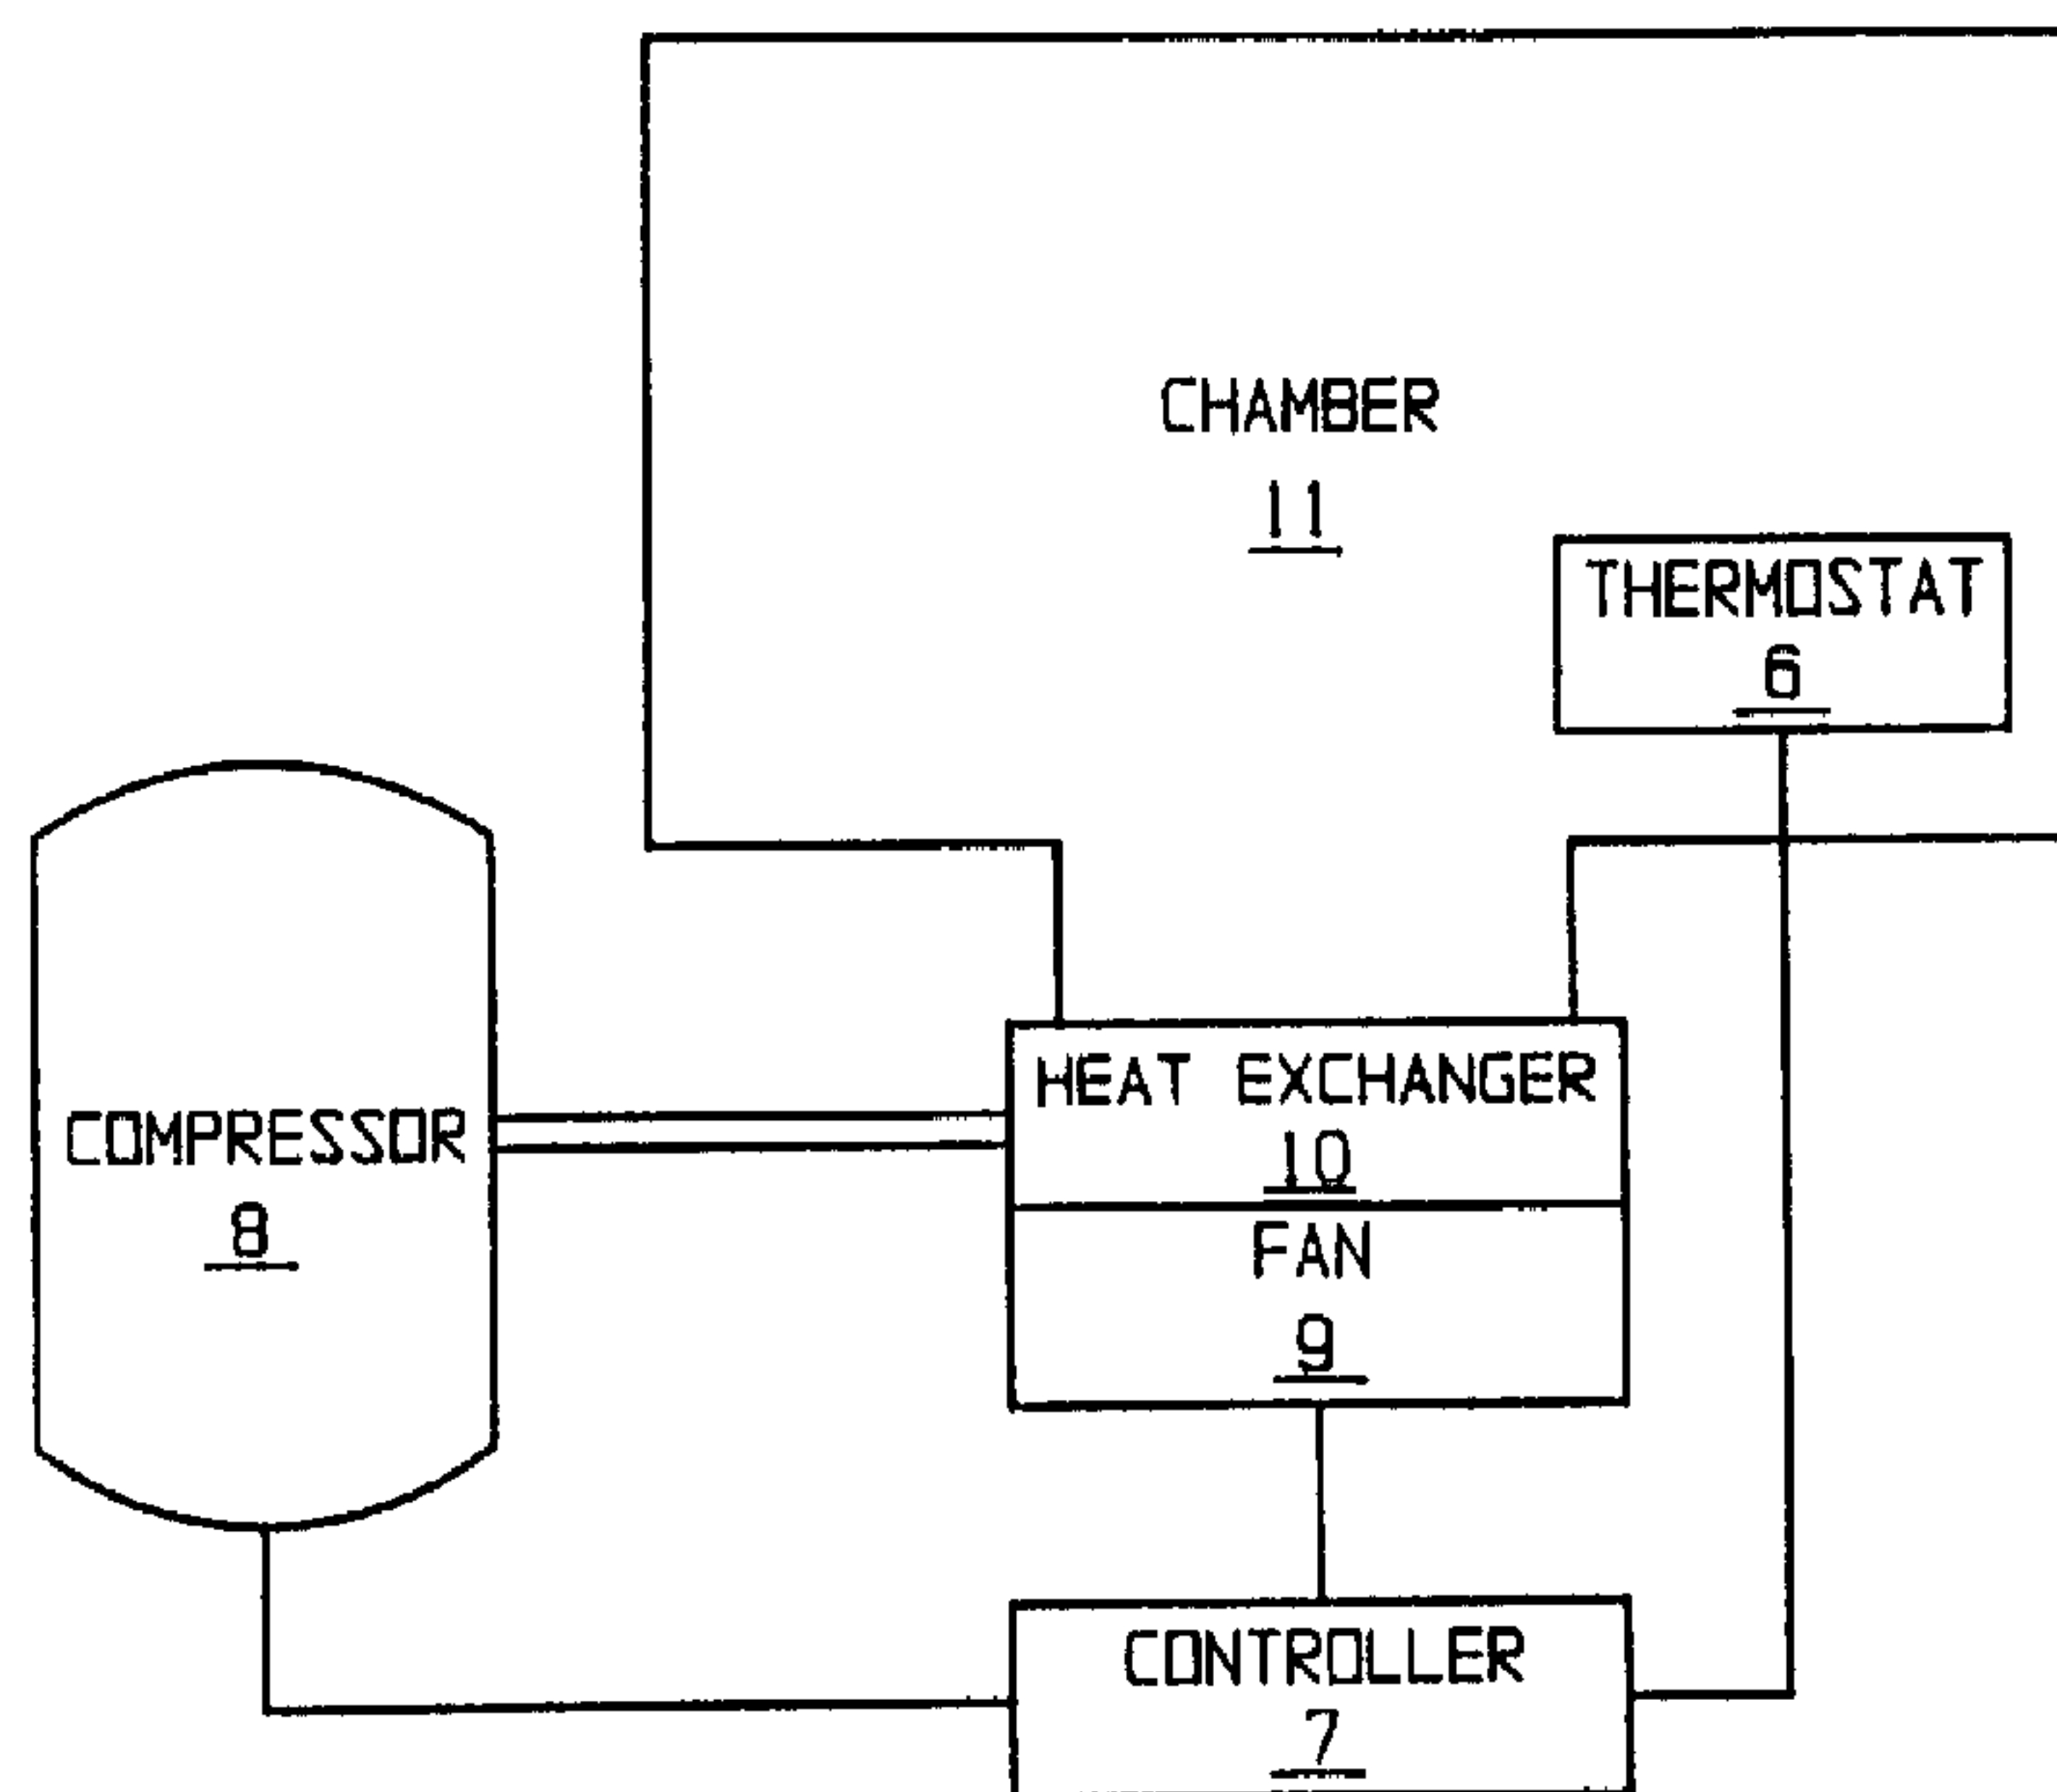 CHAMBER
11
THERMOSTAT
6
COMPRESSOR
8
HEAT EXCHANGER
10
FAN
9
CONTROLLER
7